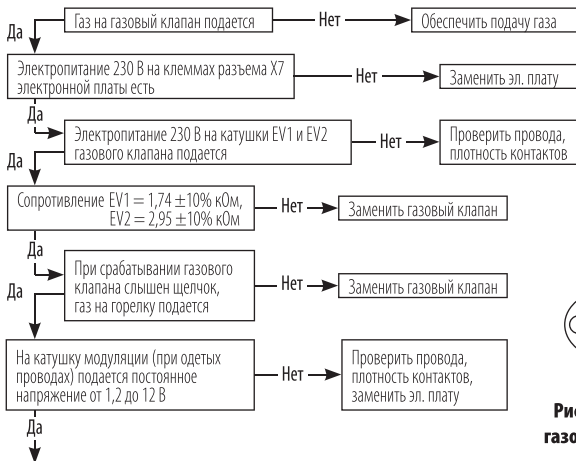 Газ на газовый клапан подается
Нет
Обеспечить подачу газа
Да
Электропитание 230 В на клеммах разъема X7
электронной платы есть
Нет
Заменить эл. плату
Да
Электропитание 230 В на катушки EV1 и EV2
газового клапана подается
Нет
Проверить провода,
плотность контактов
Да
Сопротивление EV1 = 1,74 ±10% кОм,
EV2 = 2,95 ±10% кОм
Нет
Заменить газовый клапан
Да
При срабатывании газового
клапана слышен щелчок,
газ на горелку подается
Нет
Заменить газовый клапан
Да
На катушку модуляции (при одетых
проводах) подается постоянное
напряжение от 1,2 до 12 В
Нет
Проверить провода,
плотность контактов,
заменить эл. плату
Да
Рис
газо